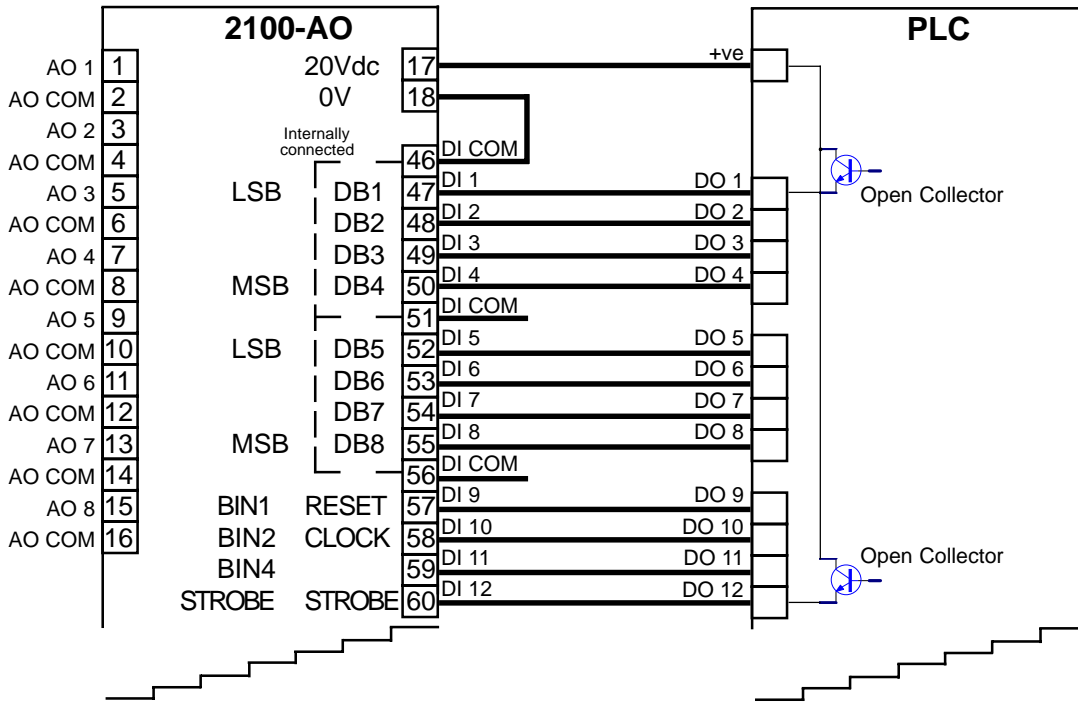 2100-AO PLC
AO 1 1 20Vdc 17 +ve
AO COM 2 0V 18
AO 2 3 Internally
connected
AO COM 4 46 DI COM
AO 3 5 LSB DB1 47 DI 1 DO 1 Open Collector
AO COM 6 DB2 48 DI 2 DO 2
AO 4 7 DB3 49 DI 3 DO 3
AO COM 8 MSB DB4 50 DI 4 DO 4
AO 5 9 51 DI COM
AO COM 10 LSB DB5 52 DI 5 DO 5
AO 6 11 DB6 53 DI 6 DO 6
AO COM 12 DB7 54 DI 7 DO 7
AO 7 13 MSB DB8 55 DI 8 DO 8
AO COM 14 56 DI COM
AO 8 15 BIN1 RESET 57 DI 9 DO 9
AO COM 16 BIN2 CLOCK 58 DI 10 DO 10
BIN4 59 DI 11 DO 11 Open Collector
STROBE STROBE 60 DI 12 DO 12